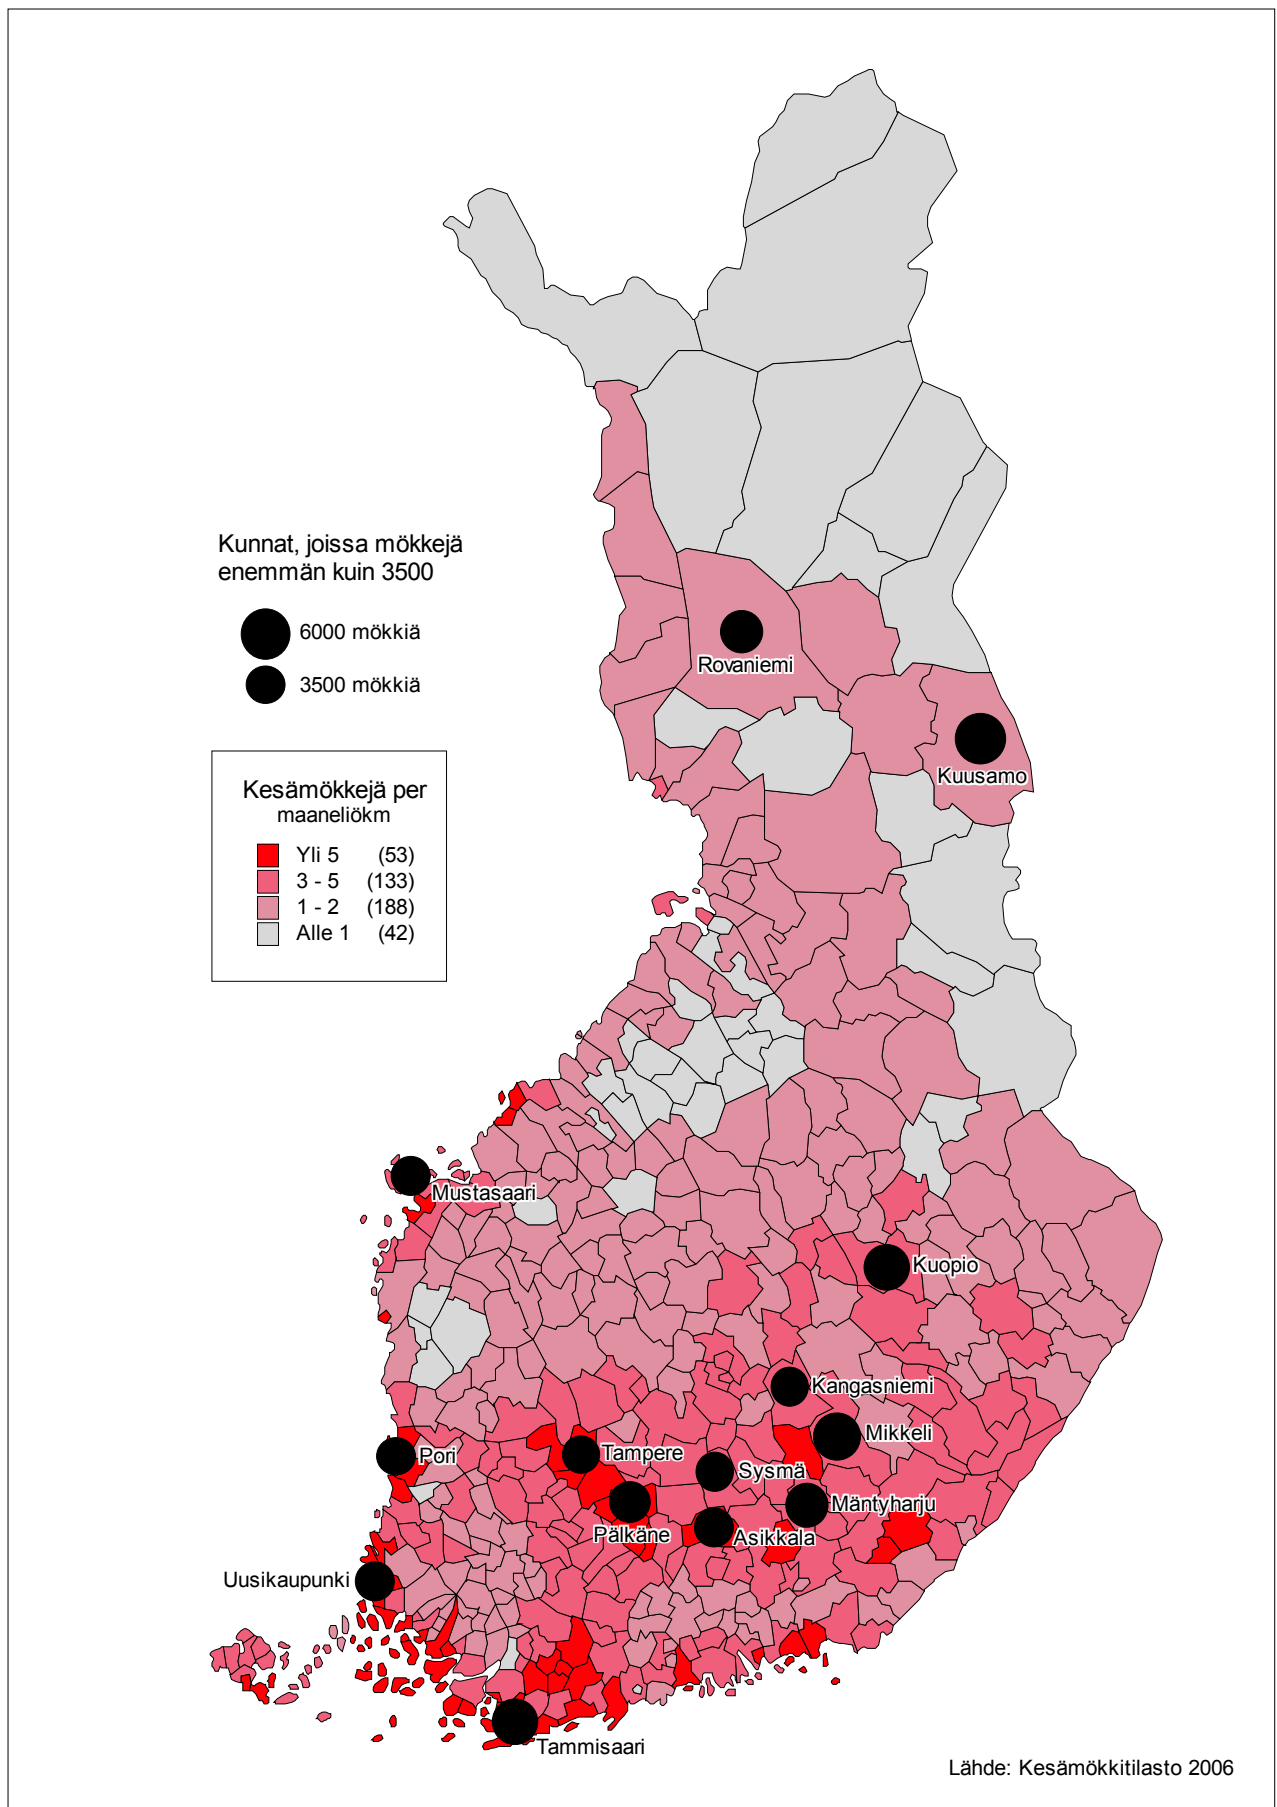 Kunnat, joissa mökkejä
enemmän kuin 3500
6000 mökkiä
3500 mökkiä
Kesämökkejä per
maaneliökm
Yli 5 (53)
3 - 5 (133)
1 - 2 (188)
Alle 1 (42)
Rovaniemi
Kuusamo
Mustasaari
Kuopio
Kangasniemi
Mikkeli
Pori
Tampere
Sysmä
Mäntyharju
Pälkäne
Asikkala
Uusikaupunki
Tammisaari
Lähde: Kesämökkitilasto 2006